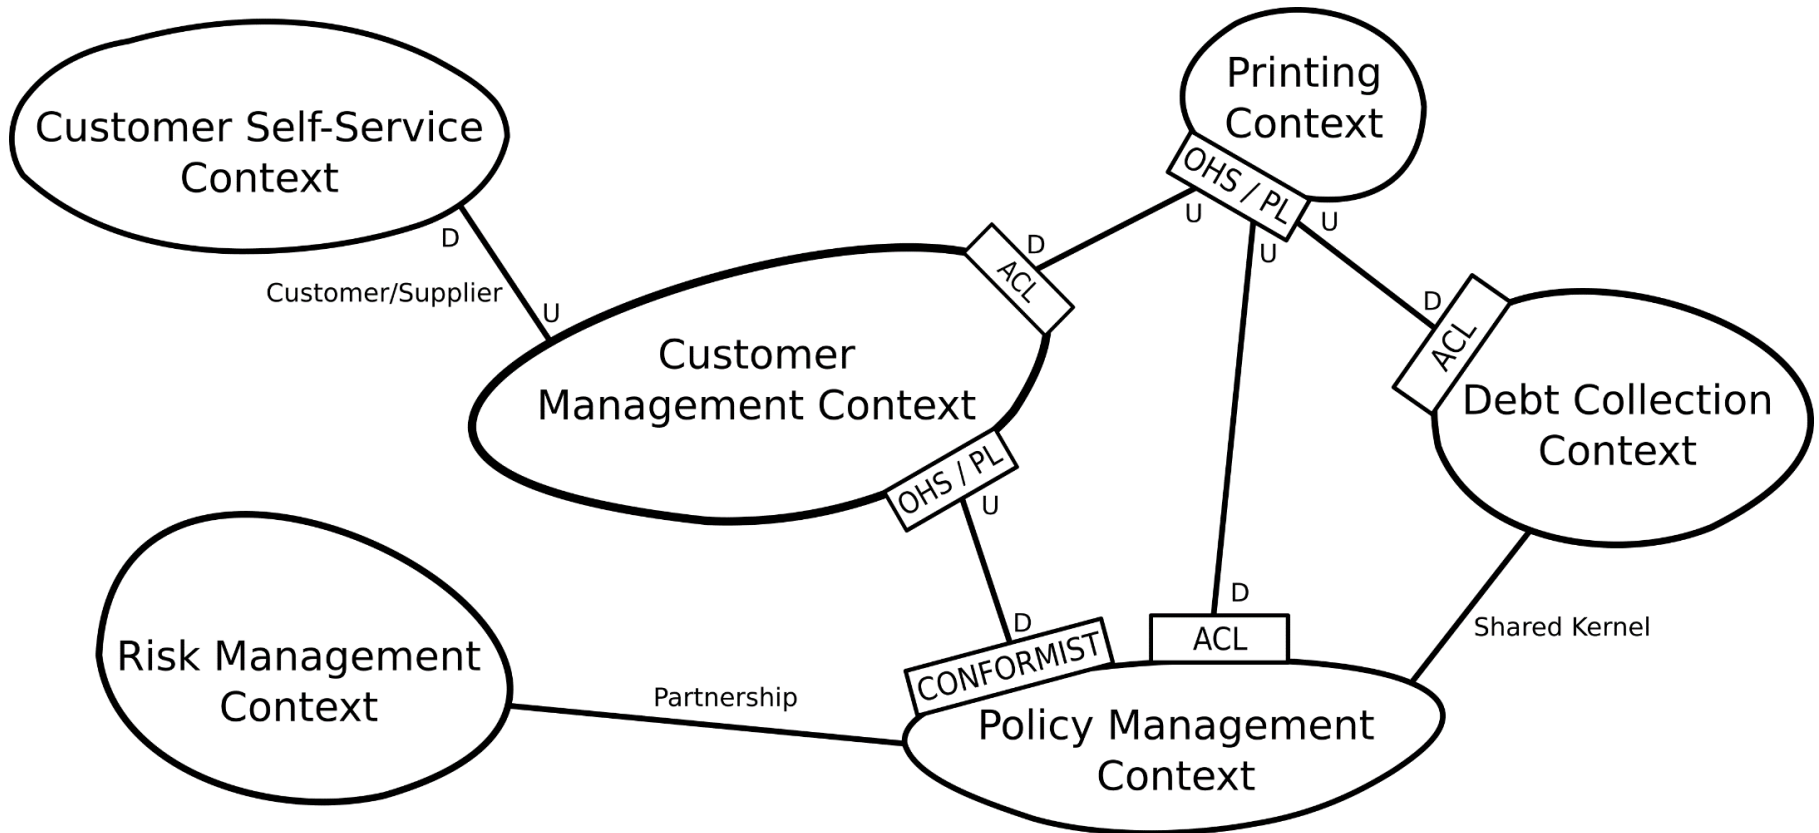 Customer Self-Service
Context
D
Customer/Supplier
U
Printing
Context
OHS / PL
U
U
U
D
ACL
D
ACL
Customer
Management Context
OHS / PL
U
Debt Collection
Context
D
CONFORMIST
D
ACL
Shared Kernel
Risk Management
Context
Partnership
Policy Management
Context